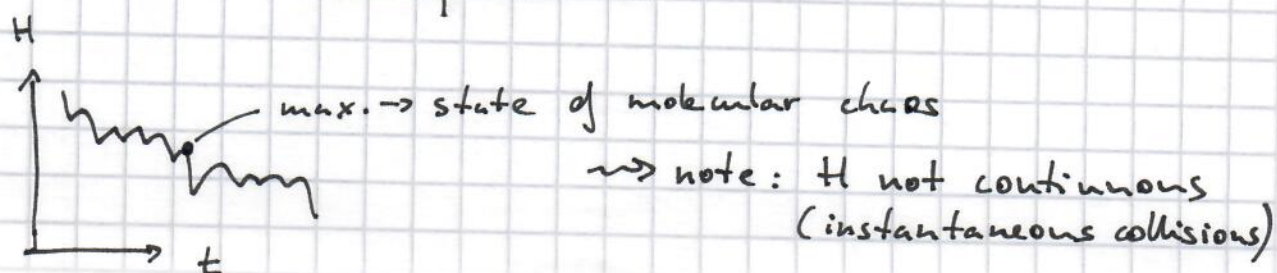 H
max. → state of molecular chaos
⇝ note: H not continuous
(instantaneous collisions)
t